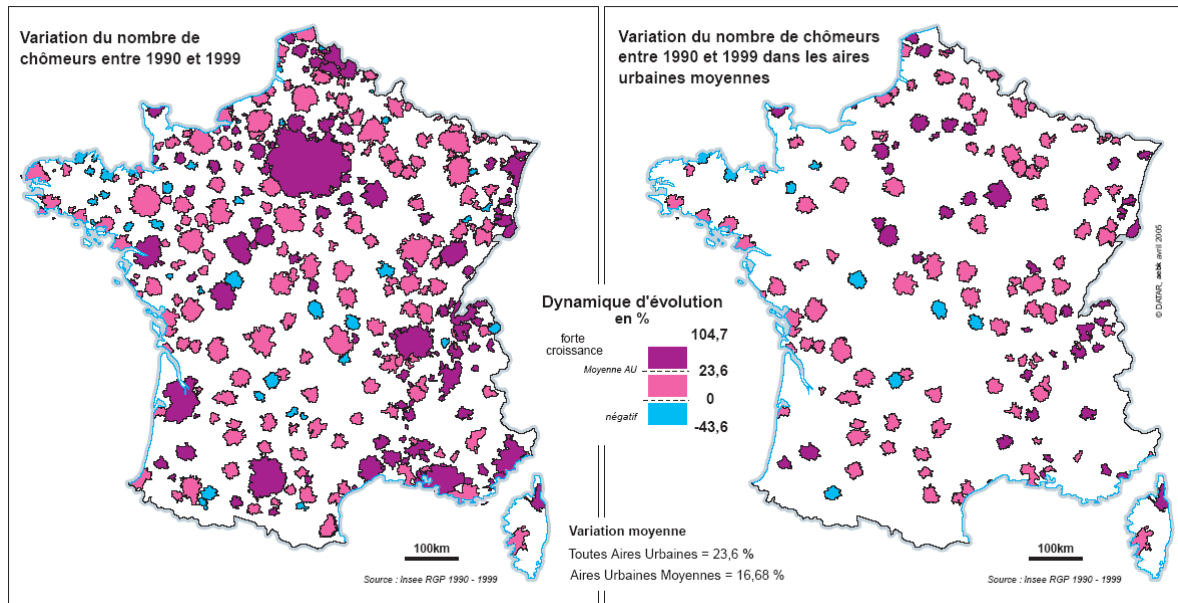 Variation du nombre de
chômeurs entre 1990 et 1999
Variation du nombre de chômeurs
entre 1990 et 1999 dans les aires
urbaines moyennes
© DATAR, aebk avril 2005
Dynamique d'évolution
en %
forte
croissance
104,7
Moyenne AU
23,6
0
négatif
-43,6
100km
Source : Insee RGP 1990 - 1999
Variation moyenne
Toutes Aires Urbaines = 23,6 %
Aires Urbaines Moyennes = 16,68 %
100km
Source : Insee RGP 1990 - 1999